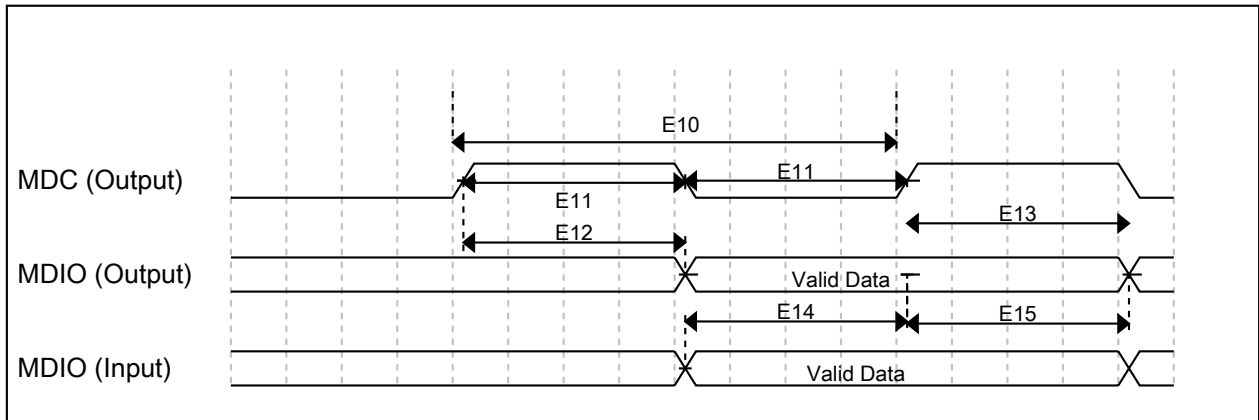 E10
MDC (Output)
E11
E11
E13
E12
MDIO (Output)
Valid Data
E14
E15
MDIO (Input)
Valid Data